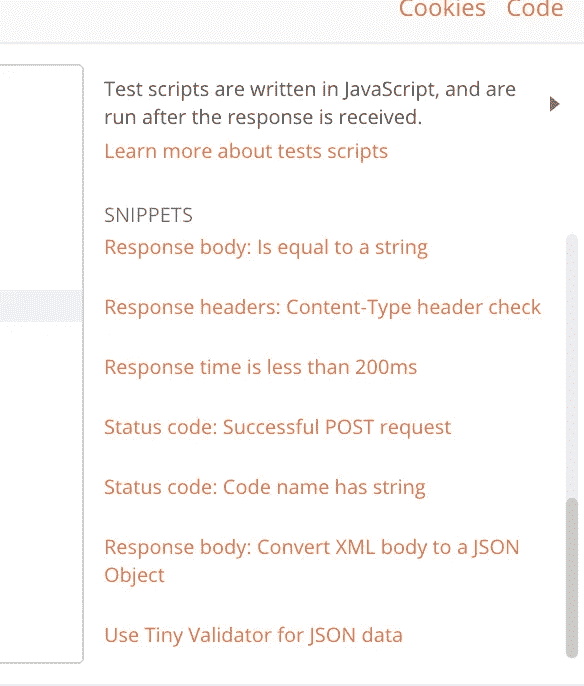 Cookies Code
Test scripts are written in JavaScript, and are
run after the response is received.
Learn more about tests scripts
SNIPPETS
Response body: Is equal to a string
Response headers: Content-Type header check
Response time is less than 200ms
Status code: Successful POST request
Status code: Code name has string
Response body: Convert XML body to a JSON
Object
Use Tiny Validator for JSON data